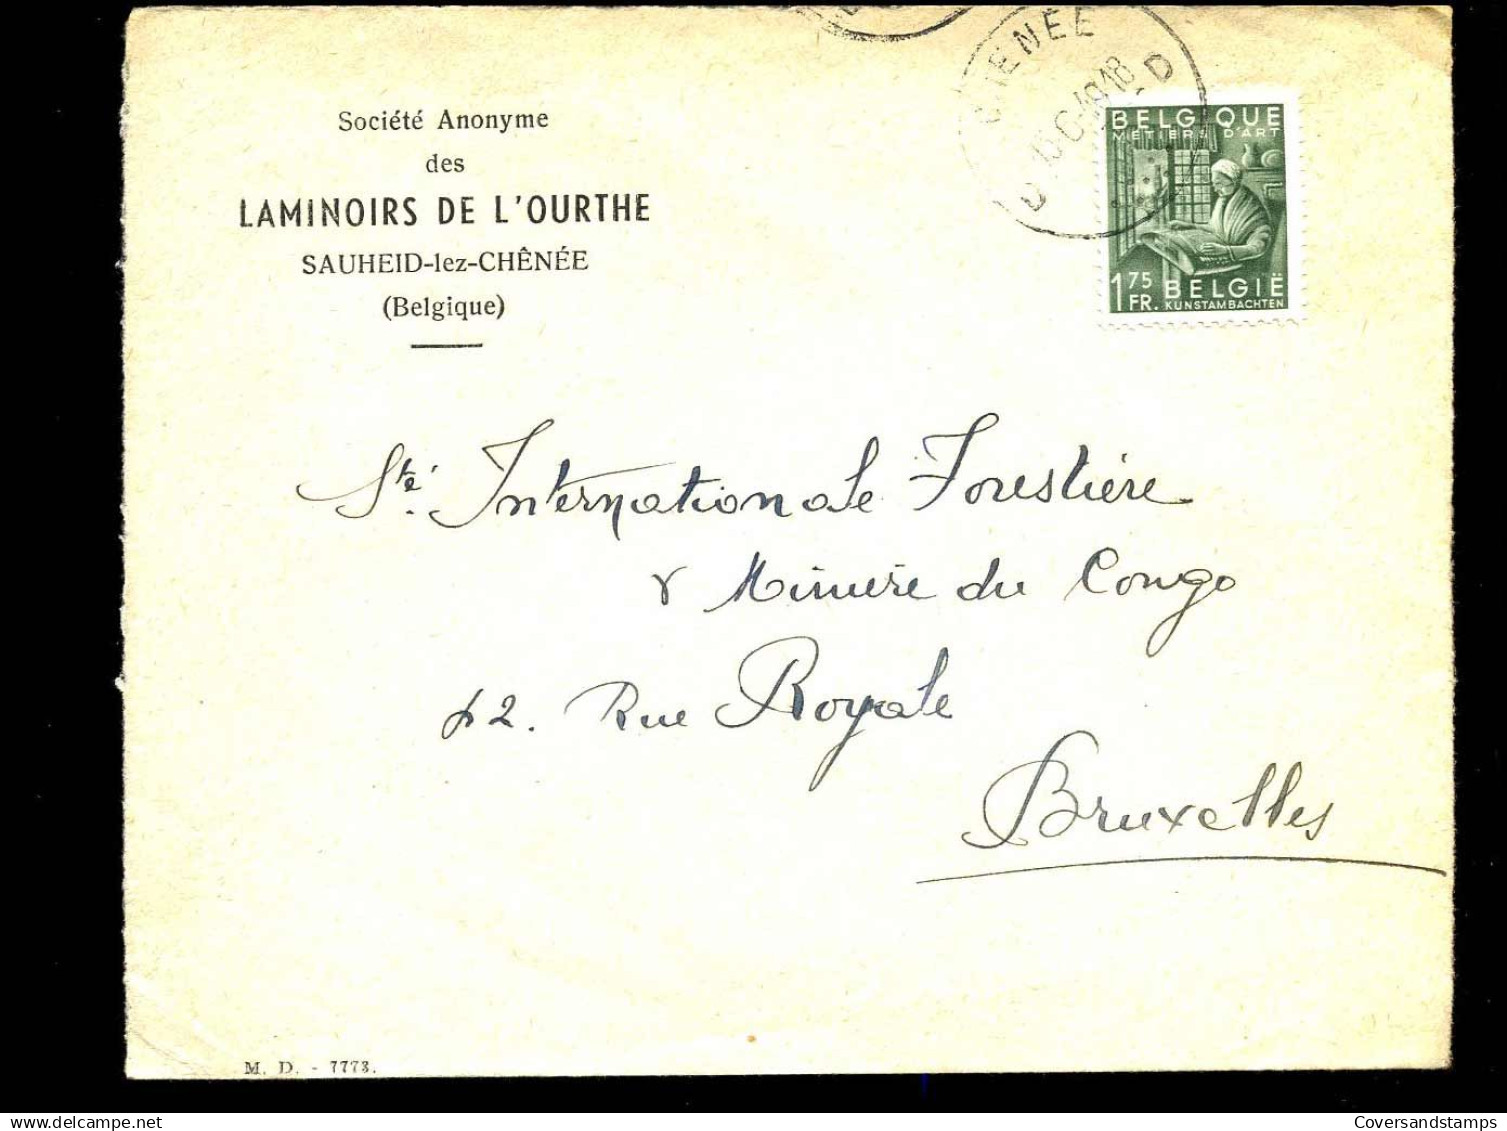 Société Anonyme
des
LAMINOIRS DE L'OURTHE
SAUHEID-lez-CHÊNÉE
(Belgique)
CHENEE
D D
BELGIQUE
METIERS D'ART
1 75 FR. BELGIË
KUNSTAMBACHTEN
Sté. Internationale Forestière
& Minière du Congo
42. Rue Royale
Bruxelles
M. D. - 7773.
Coversandstamps